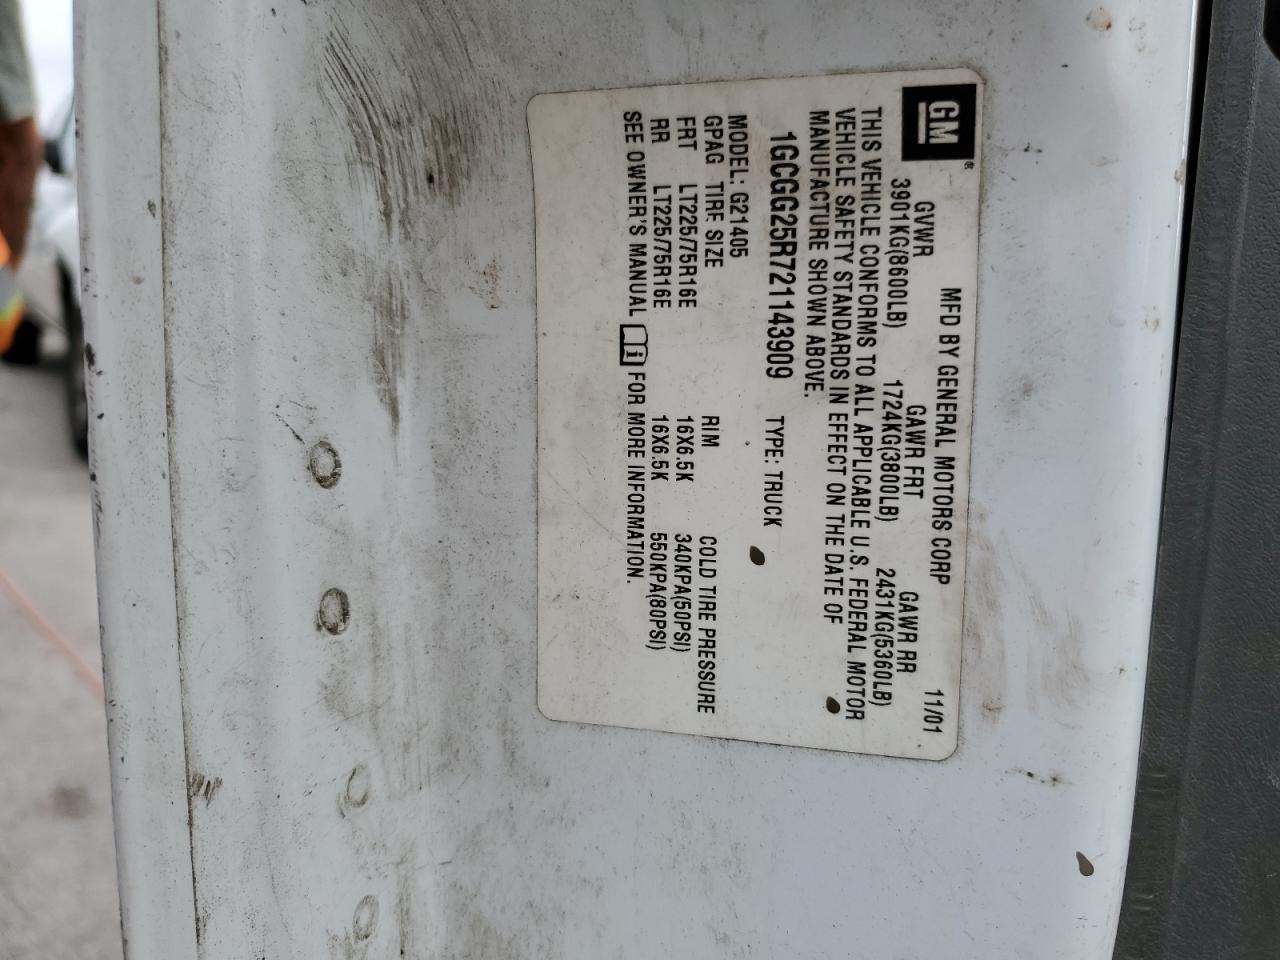 GM®
MFD BY GENERAL MOTORS CORP 11/01
GVWR GAWR FRT GAWR RR
3901KG(8600LB) 1724KG(3800LB) 2431KG(5360LB)
THIS VEHICLE CONFORMS TO ALL APPLICABLE U.S. FEDERAL MOTOR
VEHICLE SAFETY STANDARDS IN EFFECT ON THE DATE OF
MANUFACTURE SHOWN ABOVE.
1GCGG25R721143909 TYPE: TRUCK
MODEL: G21405
GPAG TIRE SIZE RIM COLD TIRE PRESSURE
FRT LT225/75R16E 16X6.5K 340KPA(50PSI)
RR LT225/75R16E 16X6.5K 550KPA(80PSI)
SEE OWNER'S MANUAL i FOR MORE INFORMATION.